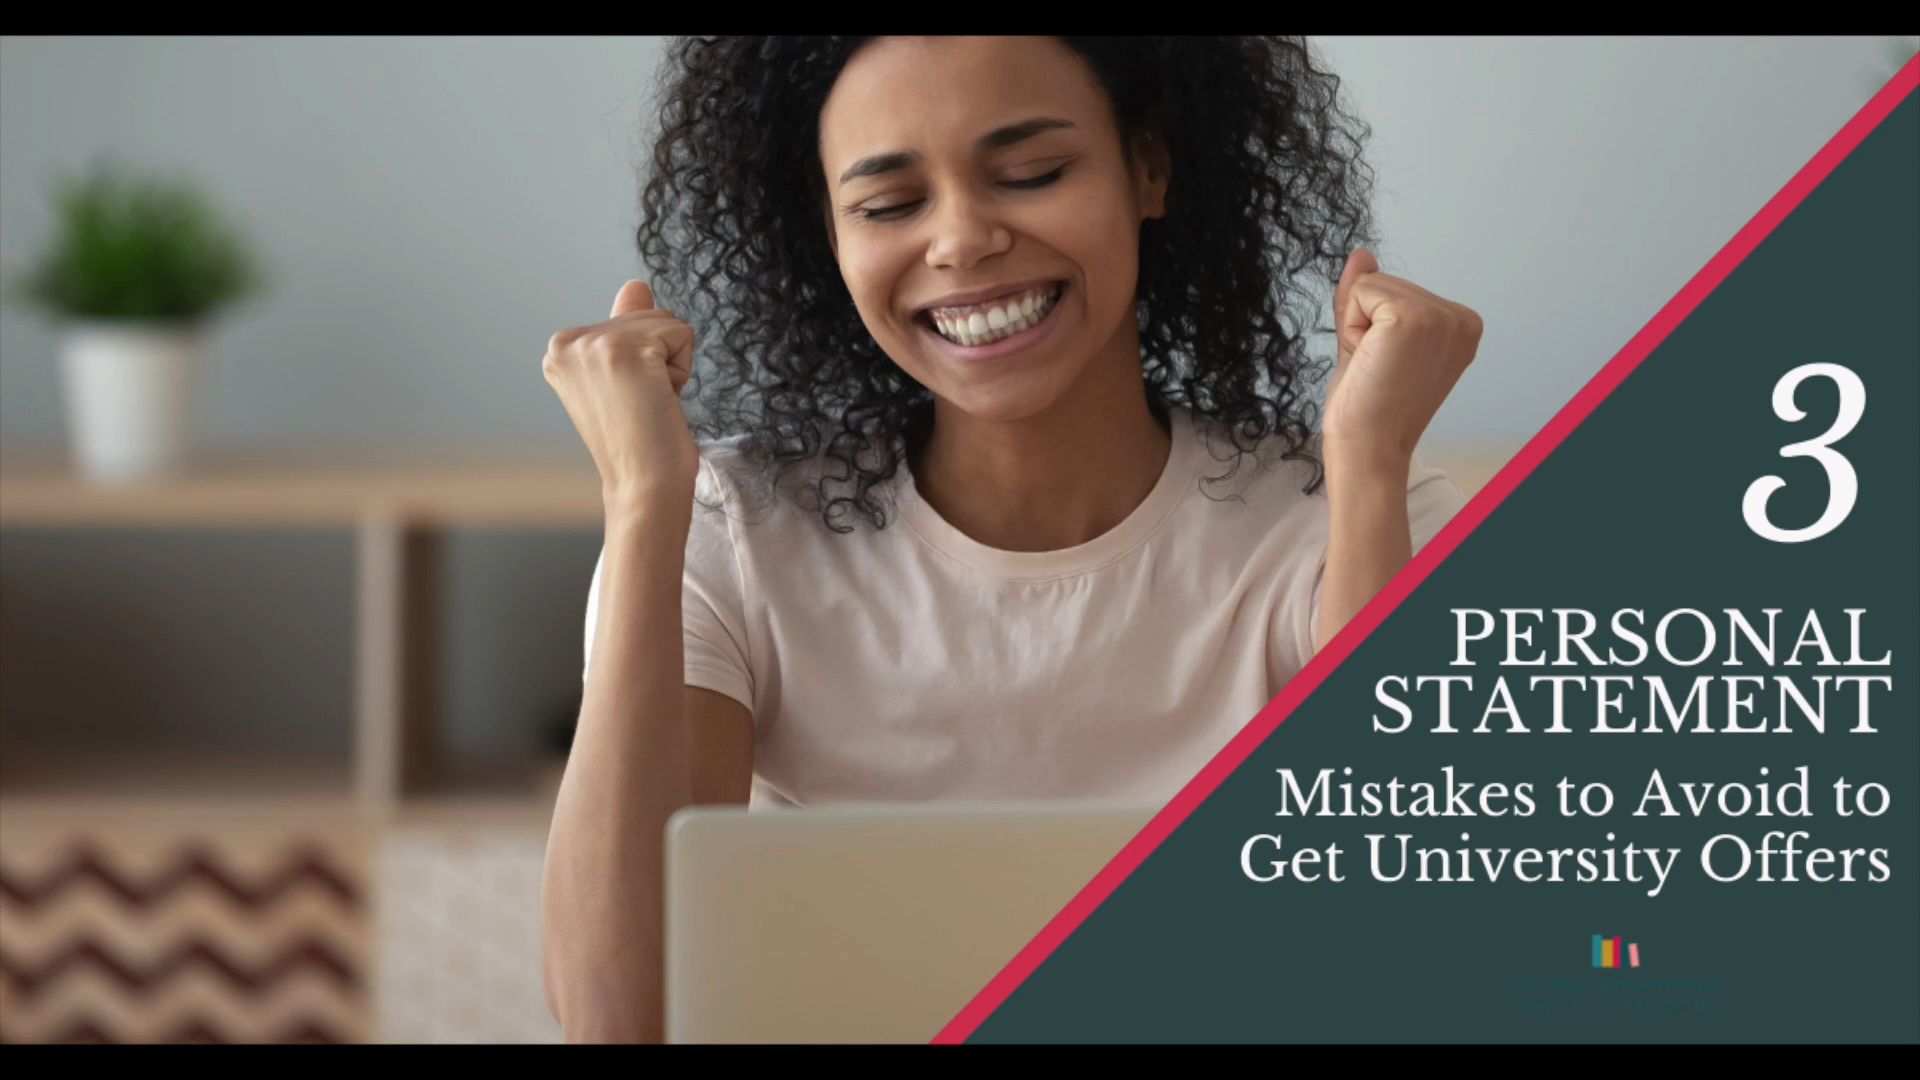 3
PERSONAL
STATEMENT
Mistakes to Avoid to
Get University Offers